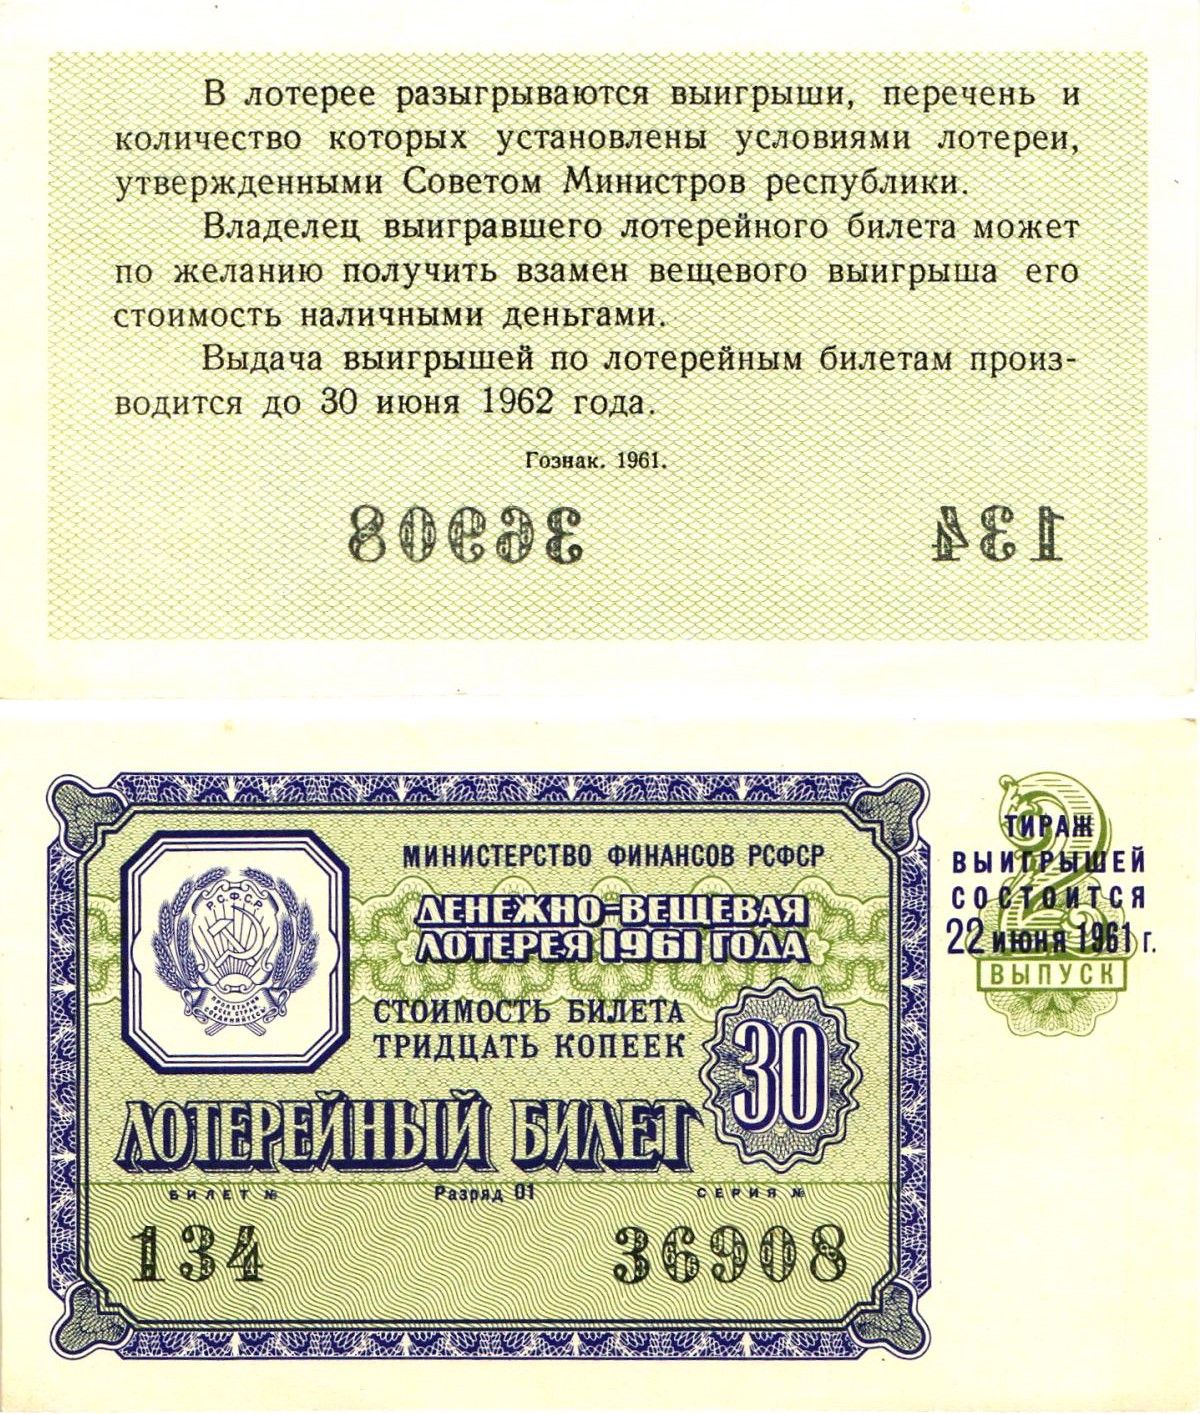 В лотерее разыгрываются выигрыши, перечень и
количество которых установлены условиями лотереи,
утвержденными Советом Министров республики.
Владелец выигравшего лотерейного билета может
по желанию получить взамен вещевого выигрыша его
стоимость наличными деньгами.
Выдача выигрышей по лотерейным билетам произ-
водится до 30 июня 1962 года.
Гознак. 1961.
36908
134
МИНИСТЕРСТВО ФИНАНСОВ РСФСР
ДЕНЕЖНО-ВЕЩЕВАЯ
ЛОТЕРЕЯ 1961 ГОДА
Р.С.Ф.С.Р.
СТОИМОСТЬ БИЛЕТА
ТРИДЦАТЬ КОПЕЕК
30
ЛОТЕРЕЙНЫЙ БИЛЕТ
БИЛЕТ № Разряд 01 СЕРИЯ №
134 36908
2
ТИРАЖ
ВЫИГРЫШЕЙ
СОСТОИТСЯ
22 июня 1961 г.
ВЫПУСК